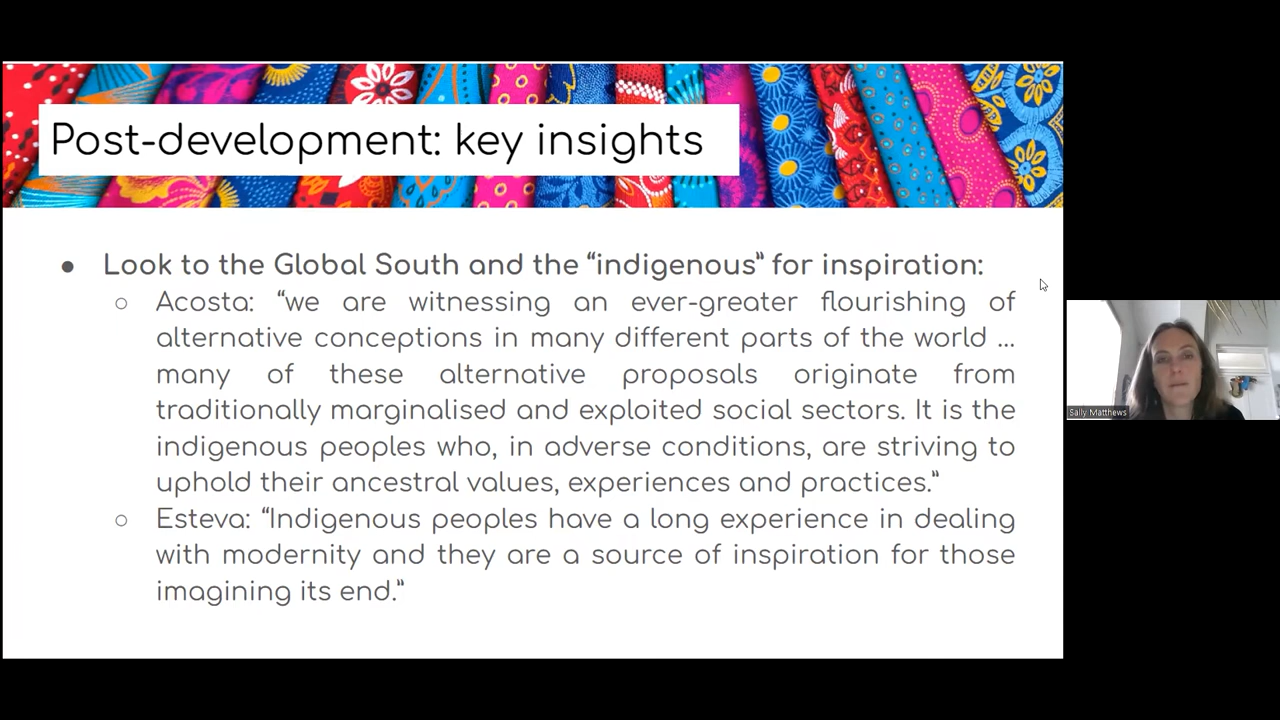 Post-development: key insights
● Look to the Global South and the “indigenous” for inspiration:
○ Acosta: “we are witnessing an ever-greater flourishing of
alternative conceptions in many different parts of the world ...
many of these alternative proposals originate from
traditionally marginalised and exploited social sectors. It is the
indigenous peoples who, in adverse conditions, are striving to
uphold their ancestral values, experiences and practices.”
○ Esteva: “Indigenous peoples have a long experience in dealing
with modernity and they are a source of inspiration for those
imagining its end.”
Sally Matthews